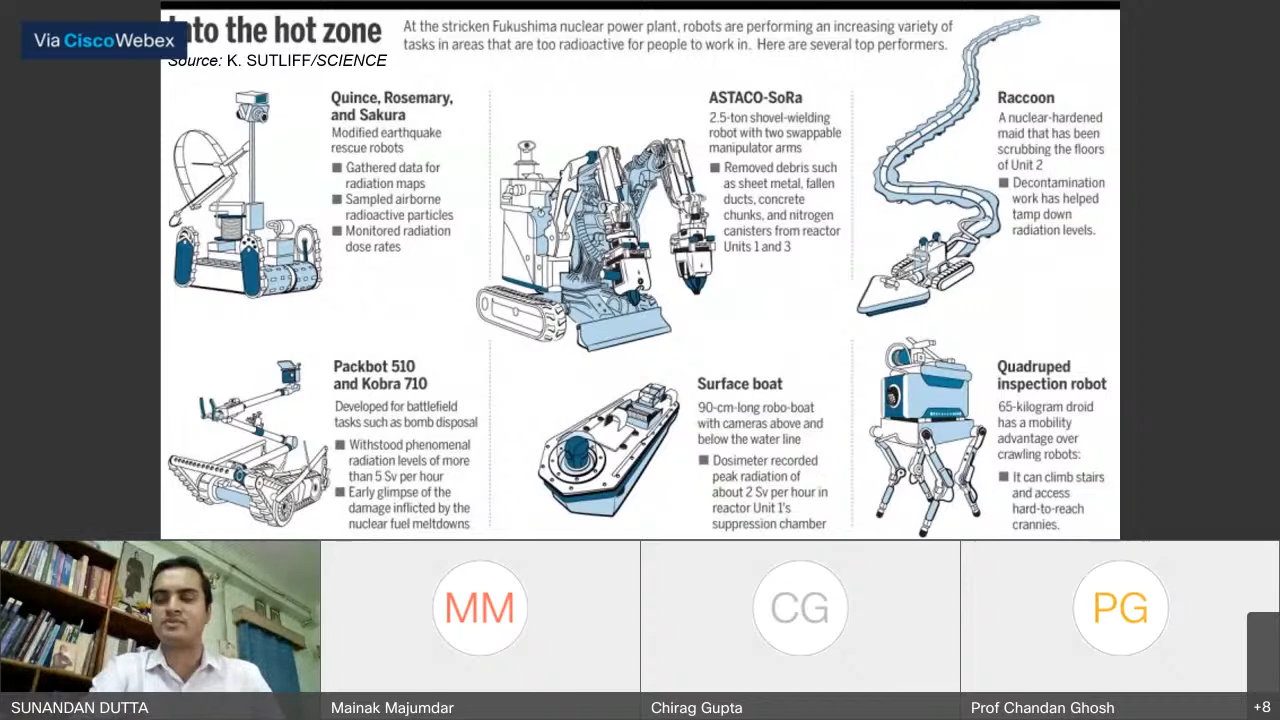 Via Cisco Webex
nto the hot zone
At the stricken Fukushima nuclear power plant, robots are performing an increasing variety of
tasks in areas that are too radioactive for people to work in. Here are several top performers.
Source: K. SUTLIFF/SCIENCE
Quince, Rosemary,
and Sakura
Modified earthquake
rescue robots
Gathered data for
radiation maps
Sampled airborne
radioactive particles
Monitored radiation
dose rates
ASTACO-SoRa
2.5-ton shovel-wielding
robot with two swappable
manipulator arms
Removed debris such
as sheet metal, fallen
ducts, concrete
chunks, and nitrogen
canisters from reactor
Units 1 and 3
Raccoon
A nuclear-hardened
maid that has been
scrubbing the floors
of Unit 2
Decontamination
work has helped
tamp down
radiation levels.
Packbot 510
and Kobra 710
Developed for battlefield
tasks such as bomb disposal
Withstood phenomenal
radiation levels of more
than 5 Sv per hour
Early glimpse of the
damage inflicted by the
nuclear fuel meltdowns
Surface boat
90-cm-long robo-boat
with cameras above and
below the water line
Dosimeter recorded
peak radiation of
about 2 Sv per hour in
reactor Unit 1's
suppression chamber
Quadruped
inspection robot
65-kilogram droid
has a mobility
advantage over
crawling robots:
It can climb stairs
and access
hard-to-reach
crannies.
MM
CG
PG
SUNANDAN DUTTA
Mainak Majumdar
Chirag Gupta
Prof Chandan Ghosh
+8